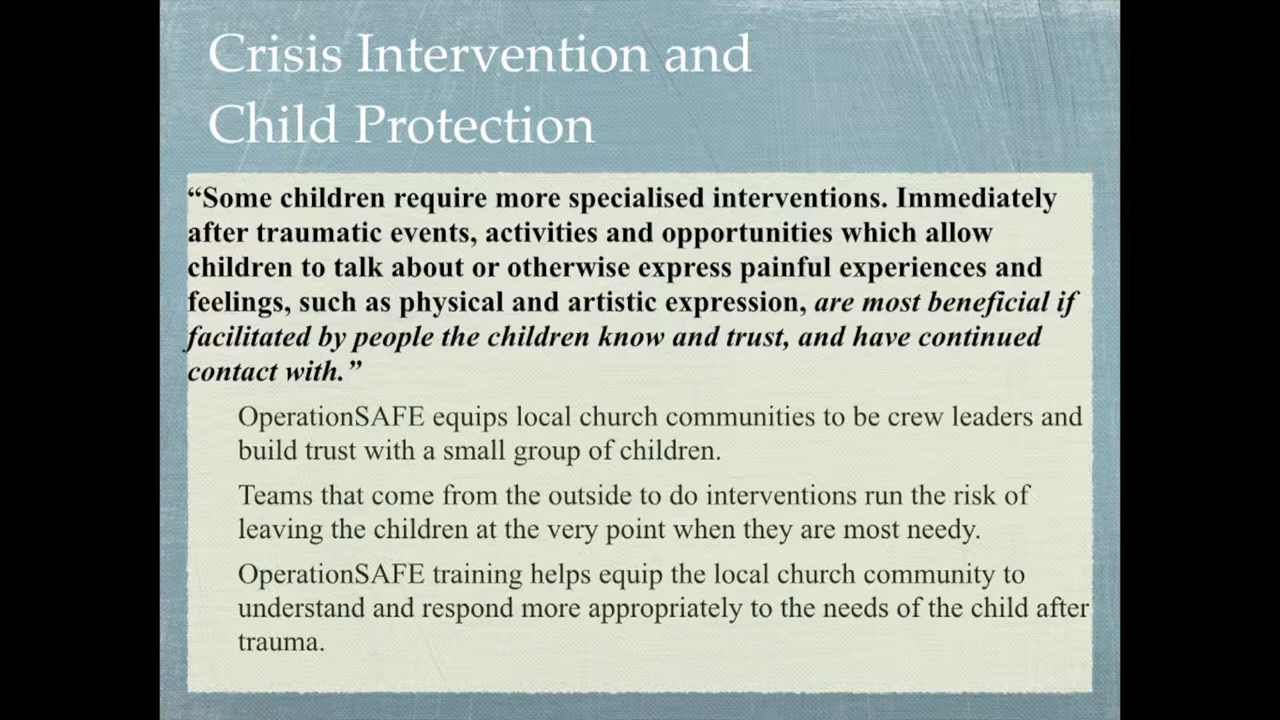 Crisis Intervention and
Child Protection
“Some children require more specialised interventions. Immediately
after traumatic events, activities and opportunities which allow
children to talk about or otherwise express painful experiences and
feelings, such as physical and artistic expression, are most beneficial if
facilitated by people the children know and trust, and have continued
contact with.”
OperationSAFE equips local church communities to be crew leaders and
build trust with a small group of children.
Teams that come from the outside to do interventions run the risk of
leaving the children at the very point when they are most needy.
OperationSAFE training helps equip the local church community to
understand and respond more appropriately to the needs of the child after
trauma.